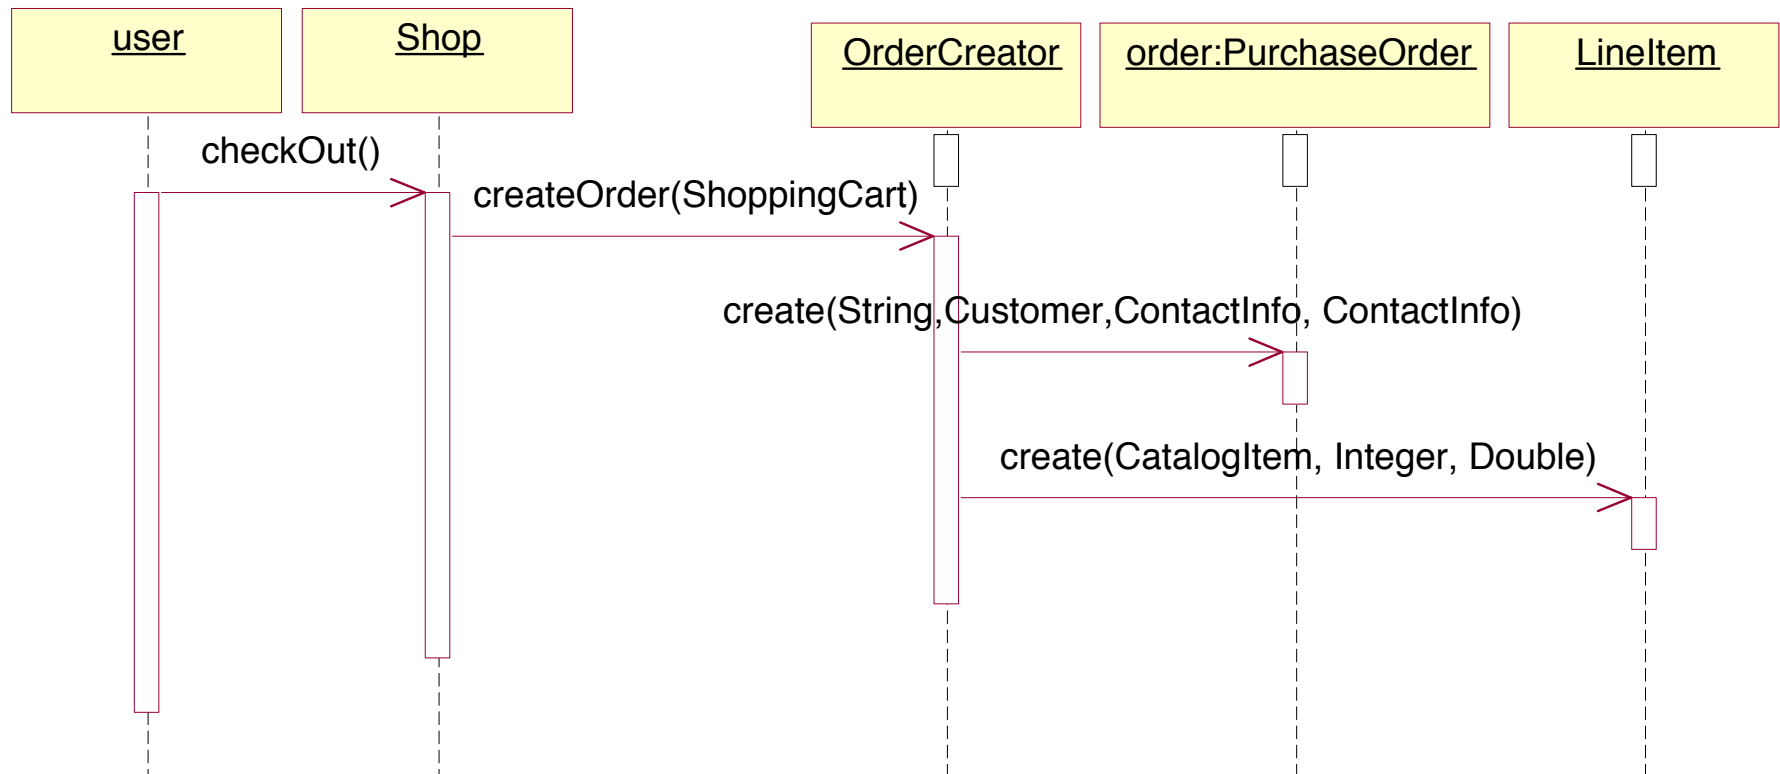 user
Shop
OrderCreator
order:PurchaseOrder
LineItem
checkOut()
createOrder(ShoppingCart)
create(String,Customer,ContactInfo, ContactInfo)
create(CatalogItem, Integer, Double)